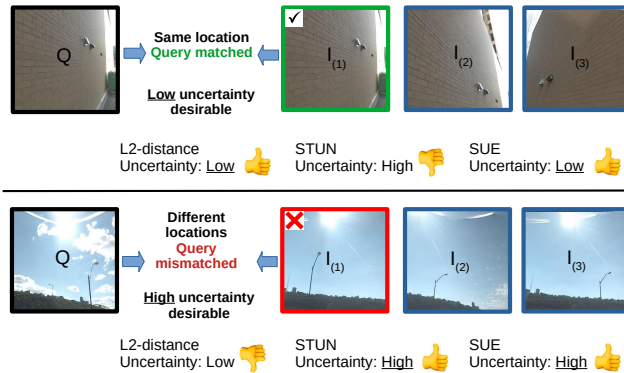 Q
Same location
Query matched
Low uncertainty
desirable
✓
I(1)
I(2)
I(3)
L2-distance
Uncertainty: Low
STUN
Uncertainty: High
SUE
Uncertainty: Low
Q
Different
locations
Query
mismatched
High uncertainty
desirable
I(1)
I(2)
I(3)
L2-distance
Uncertainty: Low
STUN
Uncertainty: High
SUE
Uncertainty: High